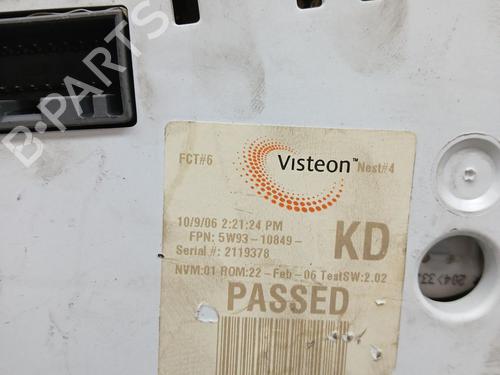 B-PARTS
FCT#6 Visteon™ Nest#4
10/9/06 2:21:24 PM
FPN: 5W93-10849- KD
Serial #: 2119378
NVM:01 ROM:22-Feb-06 TestSW:2.02
PASSED